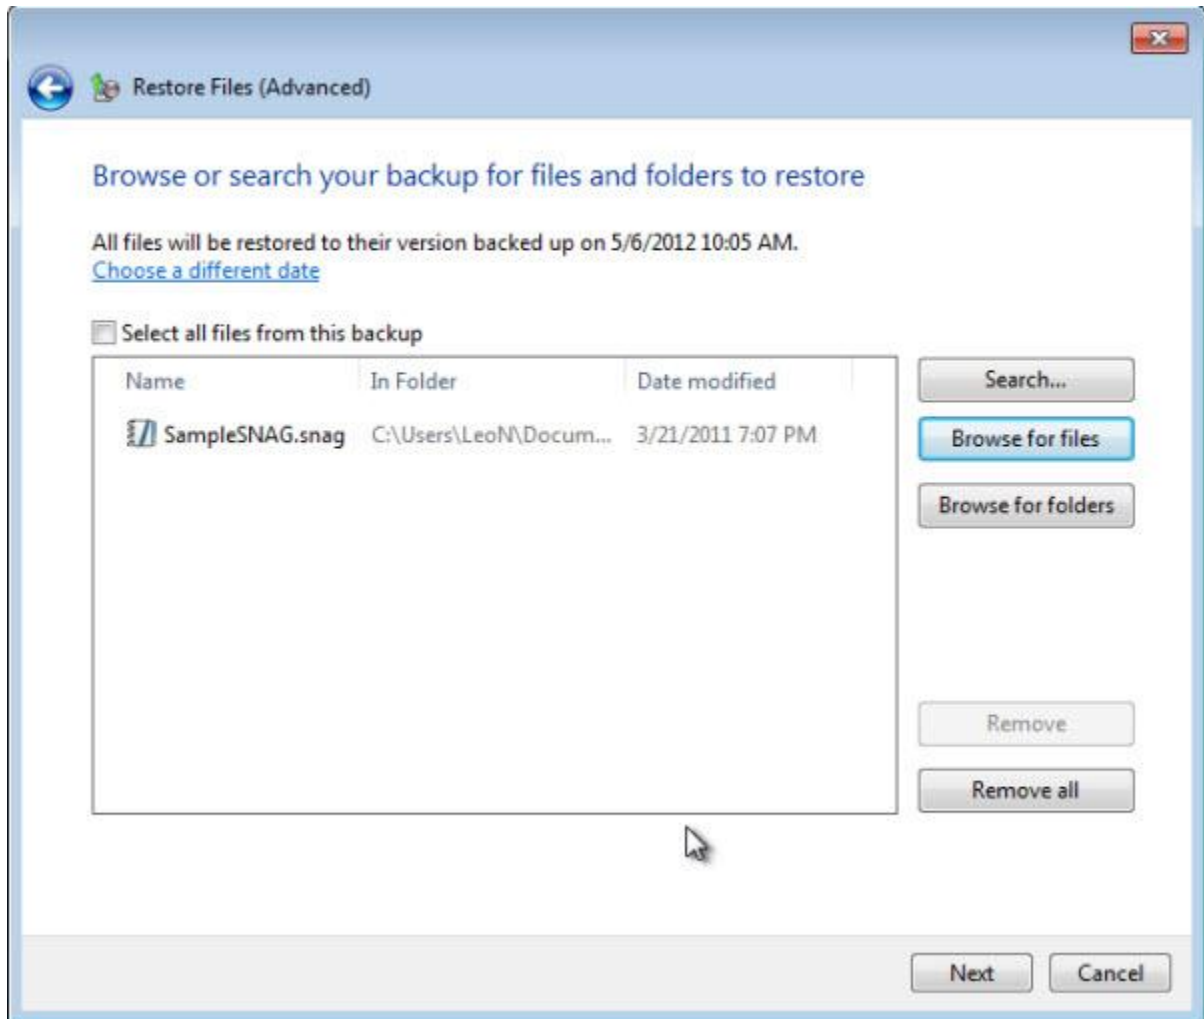 Restore Files (Advanced)
Browse or search your backup for files and folders to restore
All files will be restored to their version backed up on 5/6/2012 10:05 AM.
Choose a different date
Select all files from this backup
Name In Folder Date modified
SampleSNAG.snag C:\Users\LeoN\Docum... 3/21/2011 7:07 PM
Search...
Browse for files
Browse for folders
Remove
Remove all
Next Cancel